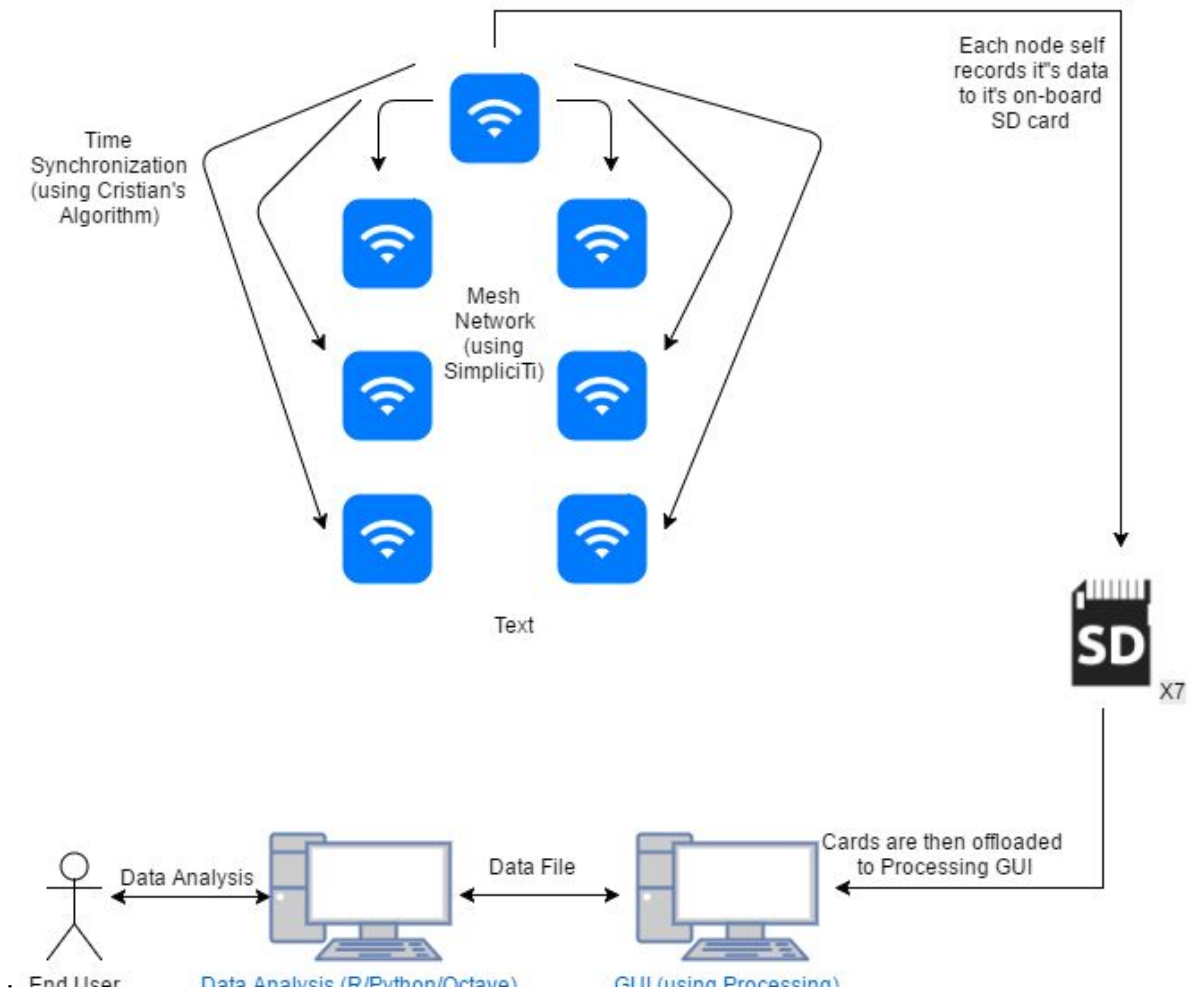 Each node self
records it"s data
to it's on-board
SD card
Time
Synchronization
(using Cristian's
Algorithm)
Mesh
Network
(using
SimpliciTi)
Text
SD
X7
Cards are then offloaded
to Processing GUI
Data File
Data Analysis
End User
Data Analysis (R/Python/Octave)
GUI (using Processing)